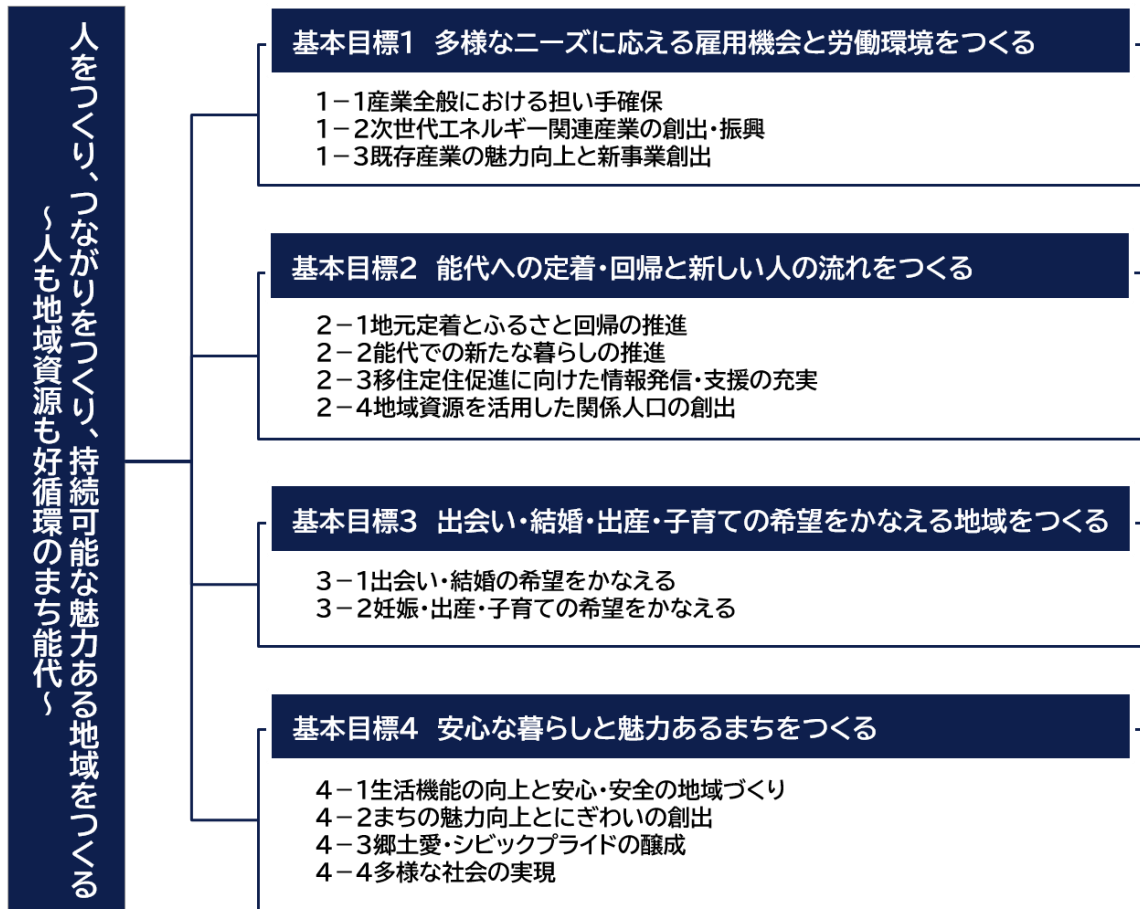 人をつくり、つながりをつくり、持続可能な魅力ある地域をつくる
～人も地域資源も好循環のまち能代～
基本目標1 多様なニーズに応える雇用機会と労働環境をつくる
1－1産業全般における担い手確保
1－2次世代エネルギー関連産業の創出・振興
1－3既存産業の魅力向上と新事業創出
基本目標2 能代への定着・回帰と新しい人の流れをつくる
2－1地元定着とふるさと回帰の推進
2－2能代での新たな暮らしの推進
2－3移住定住促進に向けた情報発信・支援の充実
2－4地域資源を活用した関係人口の創出
基本目標3 出会い・結婚・出産・子育ての希望をかなえる地域をつくる
3－1出会い・結婚の希望をかなえる
3－2妊娠・出産・子育ての希望をかなえる
基本目標4 安心な暮らしと魅力あるまちをつくる
4－1生活機能の向上と安心・安全の地域づくり
4－2まちの魅力向上とにぎわいの創出
4－3郷土愛・シビックプライドの醸成
4－4多様な社会の実現